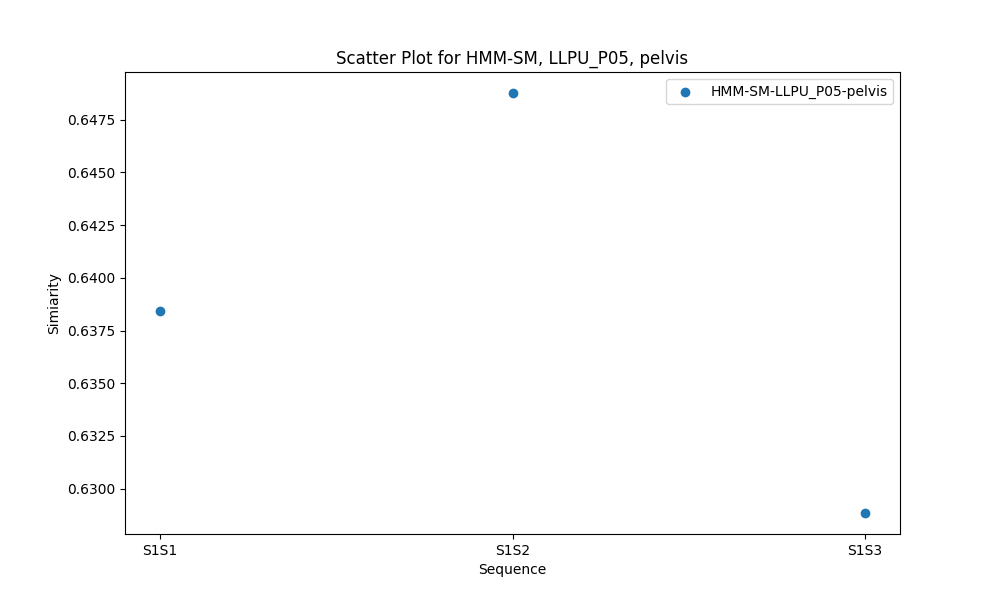 Scatter Plot for HMM-SM, LLPU_P05, pelvis
HMM-SM-LLPU_P05-pelvis
0.6475
0.6450
0.6425
0.6400
0.6375
0.6350
0.6325
0.6300
Simiarity
S1S1 S1S2 S1S3
Sequence